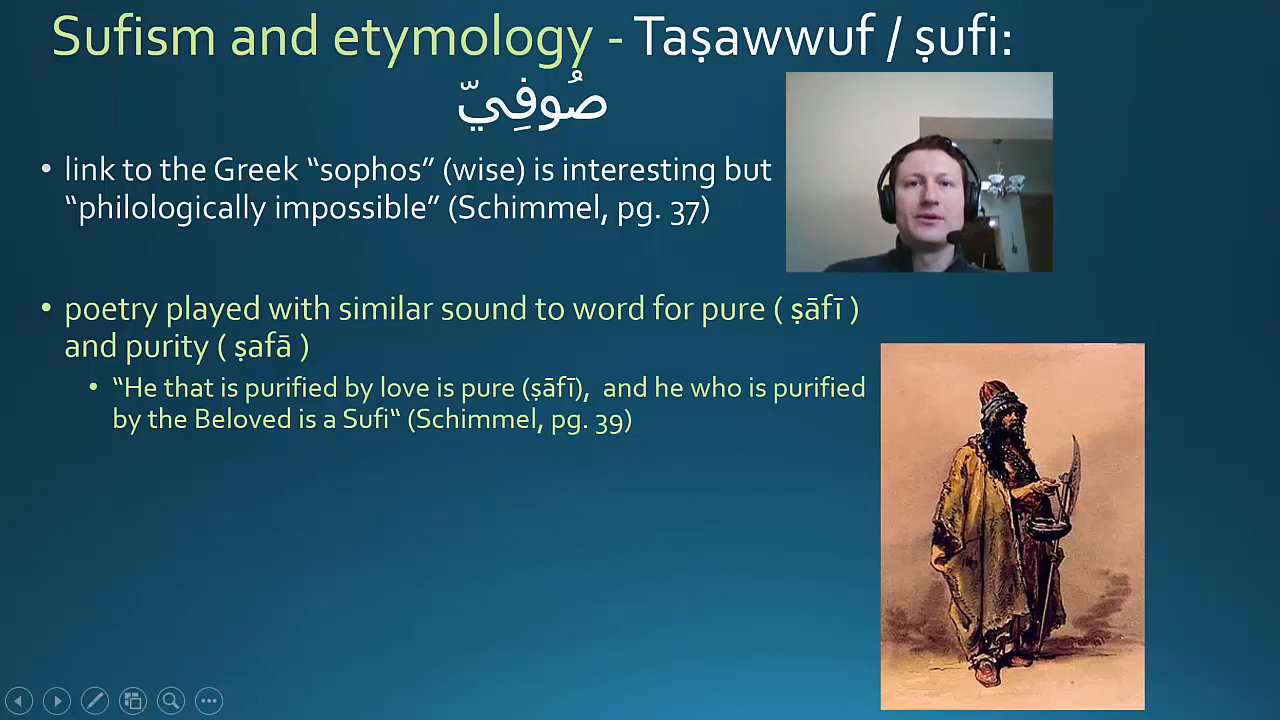 Sufism and etymology - Taṣawwuf / ṣufi:
صُوفِيّ
• link to the Greek “sophos” (wise) is interesting but
“philologically impossible” (Schimmel, pg. 37)
• poetry played with similar sound to word for pure ( ṣāfī )
and purity ( ṣafā )
• “He that is purified by love is pure (ṣāfī),  and he who is purified
by the Beloved is a Sufi“ (Schimmel, pg. 39)